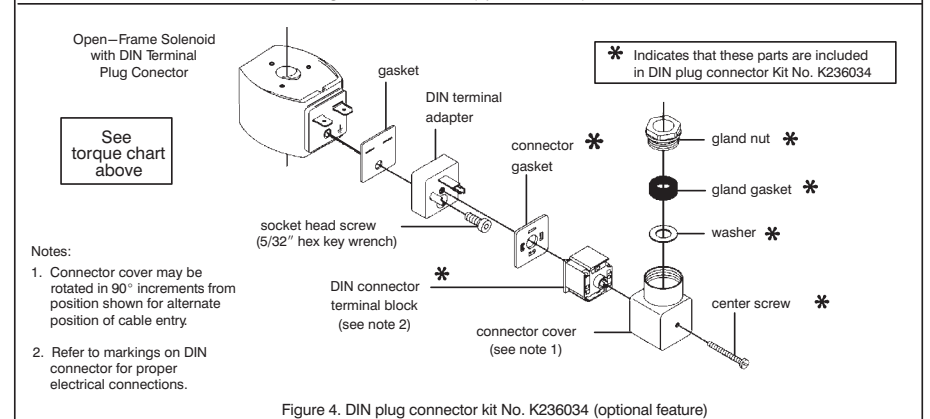 Open—Frame Solenoid
with DIN Terminal
Plug Conector
gasket
DIN terminal
adapter
* Indicates that these parts are included
in DIN plug connector Kit No. K236034
See
torque chart
above
connector *
gasket
gland nut *
gland gasket *
washer *
socket head screw
(5/32″ hex key wrench)
Notes:
1. Connector cover may be
rotated in 90° increments from
position shown for alternate
position of cable entry.
2. Refer to markings on DIN
connector for proper
electrical connections.
*
DIN connector
terminal block
(see note 2)
connector cover
(see note 1)
center screw *
Figure 4. DIN plug connector kit No. K236034 (optional feature)